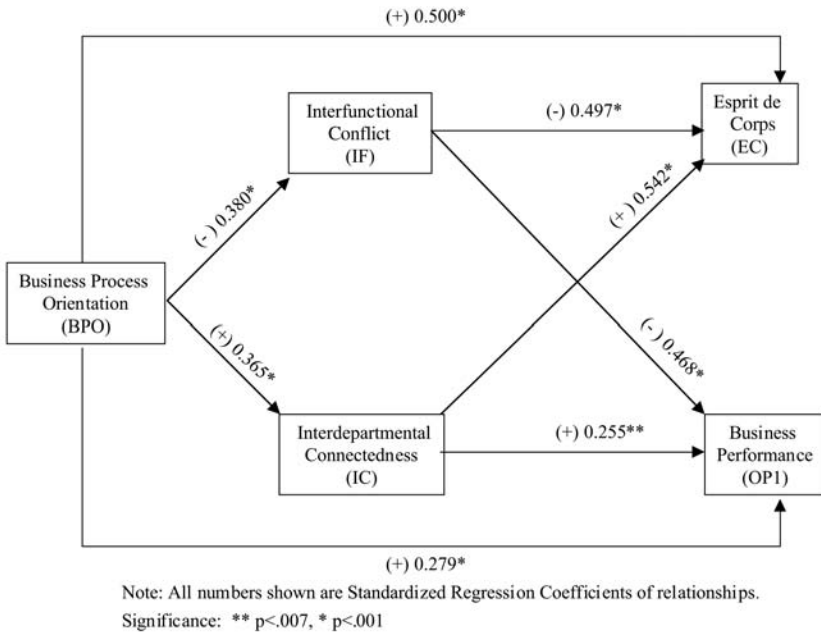 (+) 0.500*
Interfunctional
Conflict
(IF)
(-) 0.497*
Esprit de
Corps
(EC)
(-) 0.380*
(+) 0.542*
Business Process
Orientation
(BPO)
(+) 0.365*
(-) 0.468*
Interdepartmental
Connectedness
(IC)
(+) 0.255**
Business
Performance
(OP1)
(+) 0.279*
Note: All numbers shown are Standardized Regression Coefficients of relationships.
Significance: ** p<.007, * p<.001